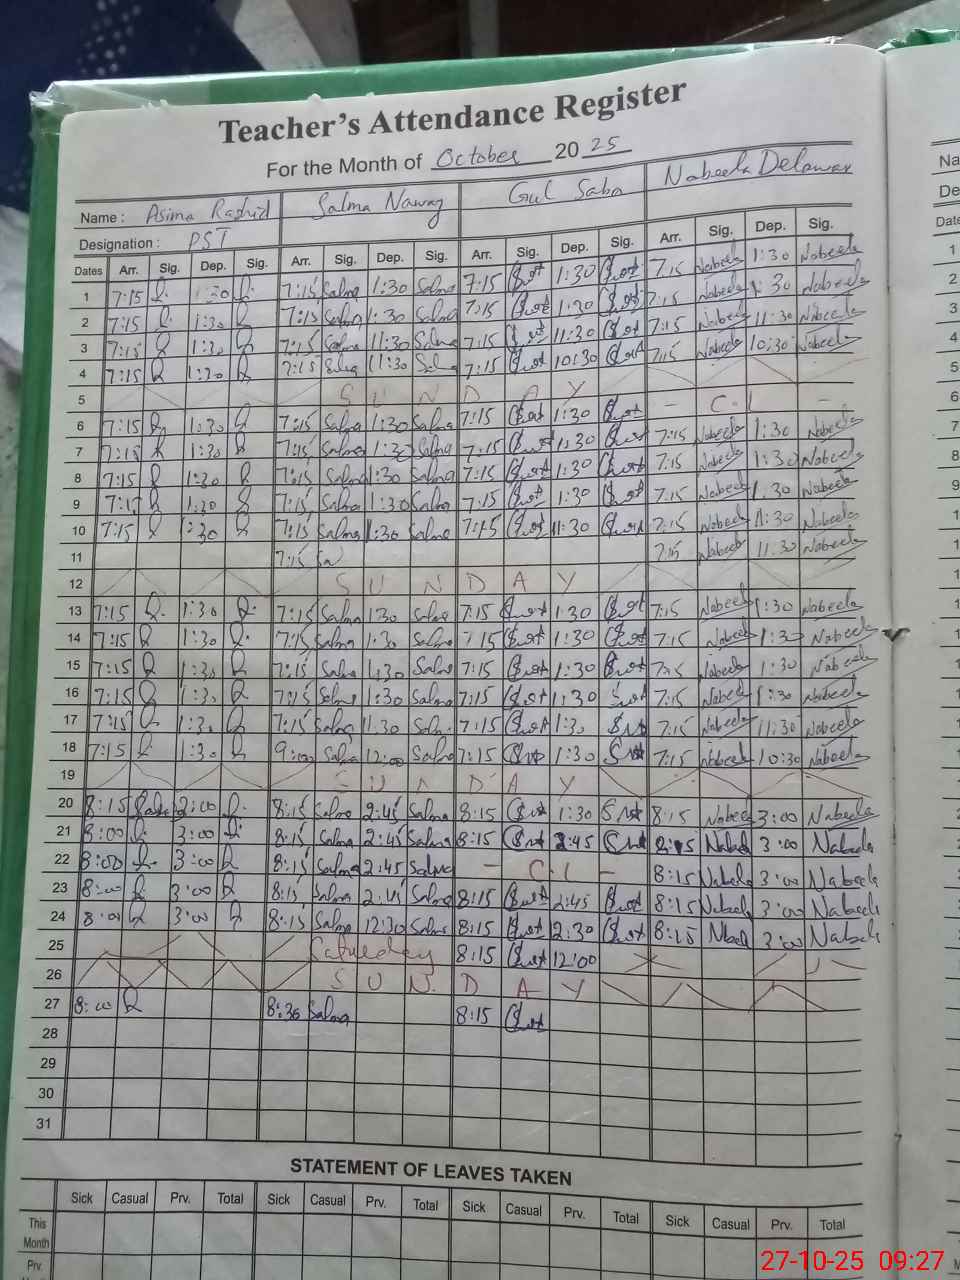 Teacher's Attendance Register
For the Month of October 20 25
Name : Asima Rashid Salma Nawaz Gul Saba Nabeela Delawar
Designation : PST
Dates Arr. Sig. Dep. Sig. Arr. Sig. Dep. Sig. Arr. Sig. Dep. Sig. Arr. Sig. Dep. Sig.
1 7:15 1:30 7:15 Salma 1:30 Salma 7:15 1:30 7:15 Nabeela 1:30 Nabeela
2 7:15 1:30 7:15 Salma 1:30 Salma 7:15 1:30 7:15 Nabeela 1:30 Nabeela
3 7:15 1:30 7:15 Salma 11:30 Salma 7:15 11:30 7:15 Nabeela 11:30 Nabeela
4 7:15 1:30 7:15 Salma 11:30 7:15 10:30 7:15 Nabeela 10:30 Nabeela
5 SUNDAY
6 7:15 1:30 7:15 Salma 1:30 Salma 7:15 1:30 - C.L -
7 7:15 1:30 7:15 Salma 1:30 Salma 7:15 1:30 7:15 Nabeela 1:30 Nabeela
8 7:15 1:30 7:15 Salma 1:30 Salma 7:15 1:30 7:15 Nabeela 1:30 Nabeela
9 7:15 1:30 7:15 Salma 1:30 Salma 7:15 1:30 7:15 Nabeela 1:30 Nabeela
10 7:15 1:30 7:15 Salma 1:30 Salma 7:15 11:30 7:15 Nabeela 11:30 Nabeela
11 7:15 Sa 7:15 Nabeela 11:30 Nabeela
12 SUNDAY
13 7:15 1:30 7:15 Salma 1:30 Salma 7:15 1:30 7:15 Nabeela 1:30 Nabeela
14 7:15 1:30 7:15 Salma 1:30 Salma 7:15 1:30 7:15 Nabeela 1:30 Nabeela
15 7:15 1:30 7:15 Salma 1:30 Salma 7:15 1:30 7:15 Nabeela 1:30 Nabeela
16 7:15 1:30 7:15 Salma 1:30 Salma 7:15 1:30 7:15 Nabeela 1:30 Nabeela
17 7:15 1:30 7:15 Salma 11:30 Salma 7:15 1:30 7:15 Nabeela 11:30 Nabeela
18 7:15 1:30 9:00 Salma 12:00 Salma 7:15 1:30 7:15 Nabeela 10:30 Nabeela
19 SUNDAY
20 8:15 8:15 Salma 2:45 Salma 8:15 1:30 8:15 Nabeela 3:00 Nabeela
21 8:00 3:00 8:15 Salma 2:45 Salma 8:15 2:45 8:15 Nabeela 3:00 Nabeela
22 8:00 3:00 8:15 Salma 2:45 Salma - C.L - 8:15 Nabeela 3:00 Nabeela
23 8:00 3:00 8:15 Salma 2:45 Salma 8:15 2:45 8:15 Nabeela 3:00 Nabeela
24 8:00 3:00 8:15 Salma 12:30 Salma 8:15 2:30 8:15 3:00 Nabeela
25 Saturday 8:15 12:00
26 SUNDAY
27 8:00 8:30 Salma 8:15
28
29
30
31
STATEMENT OF LEAVES TAKEN
Sick Casual Prv. Total Sick Casual Prv. Total Sick Casual Prv. Total Sick Casual Prv. Total
This Month
Prv.
27-10-25 09:27